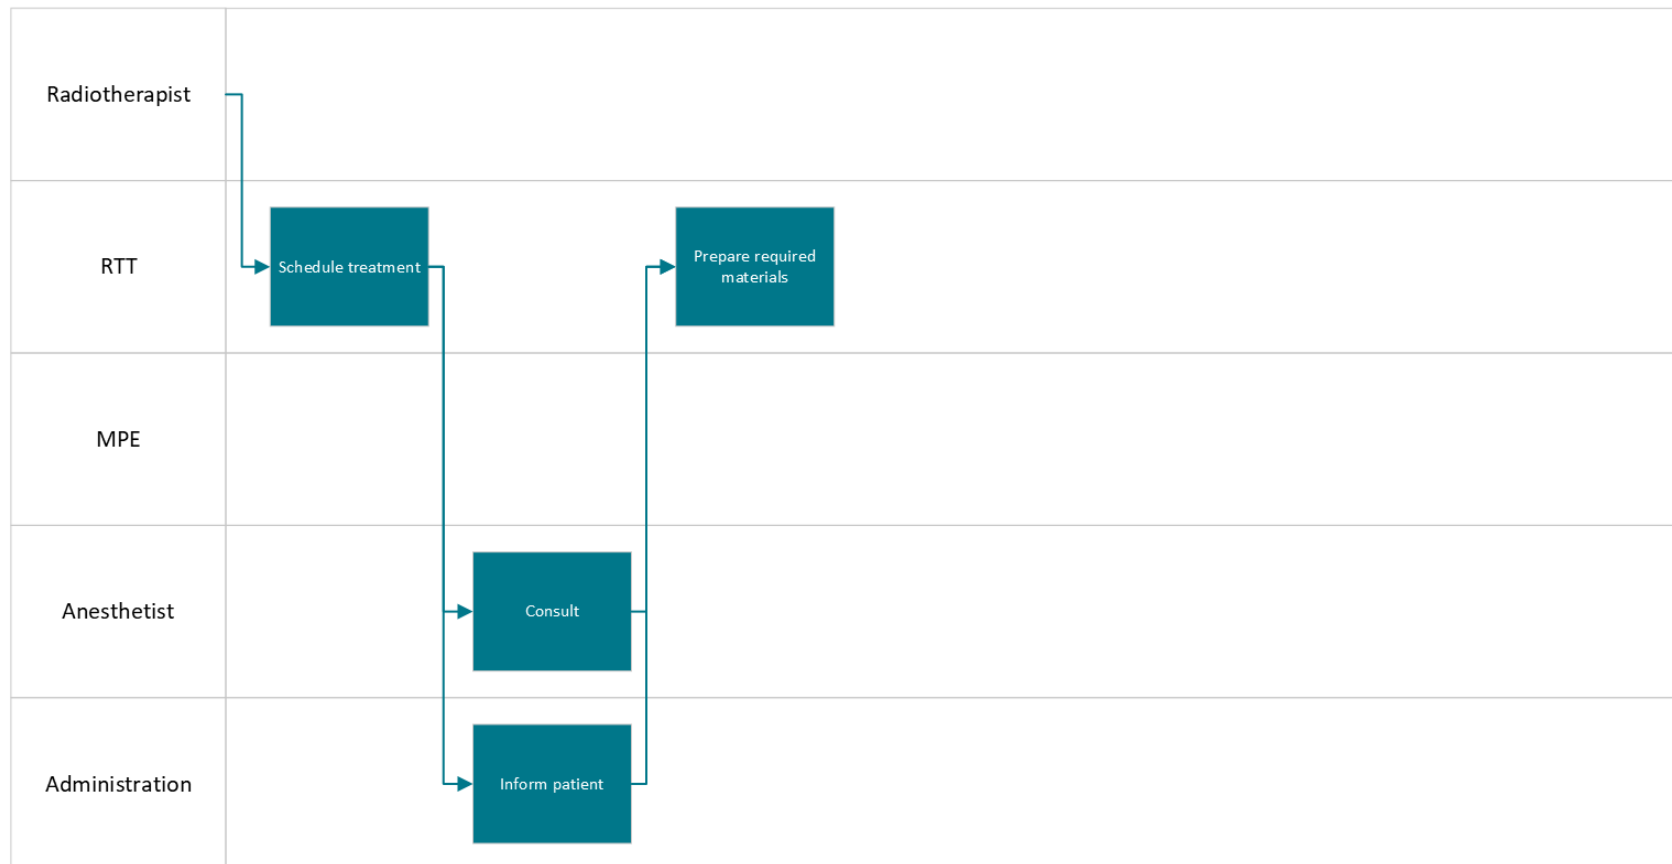 Radiotherapist
RTT
Schedule treatment
Prepare required
materials
MPE
Anesthetist
Consult
Administration
Inform patient